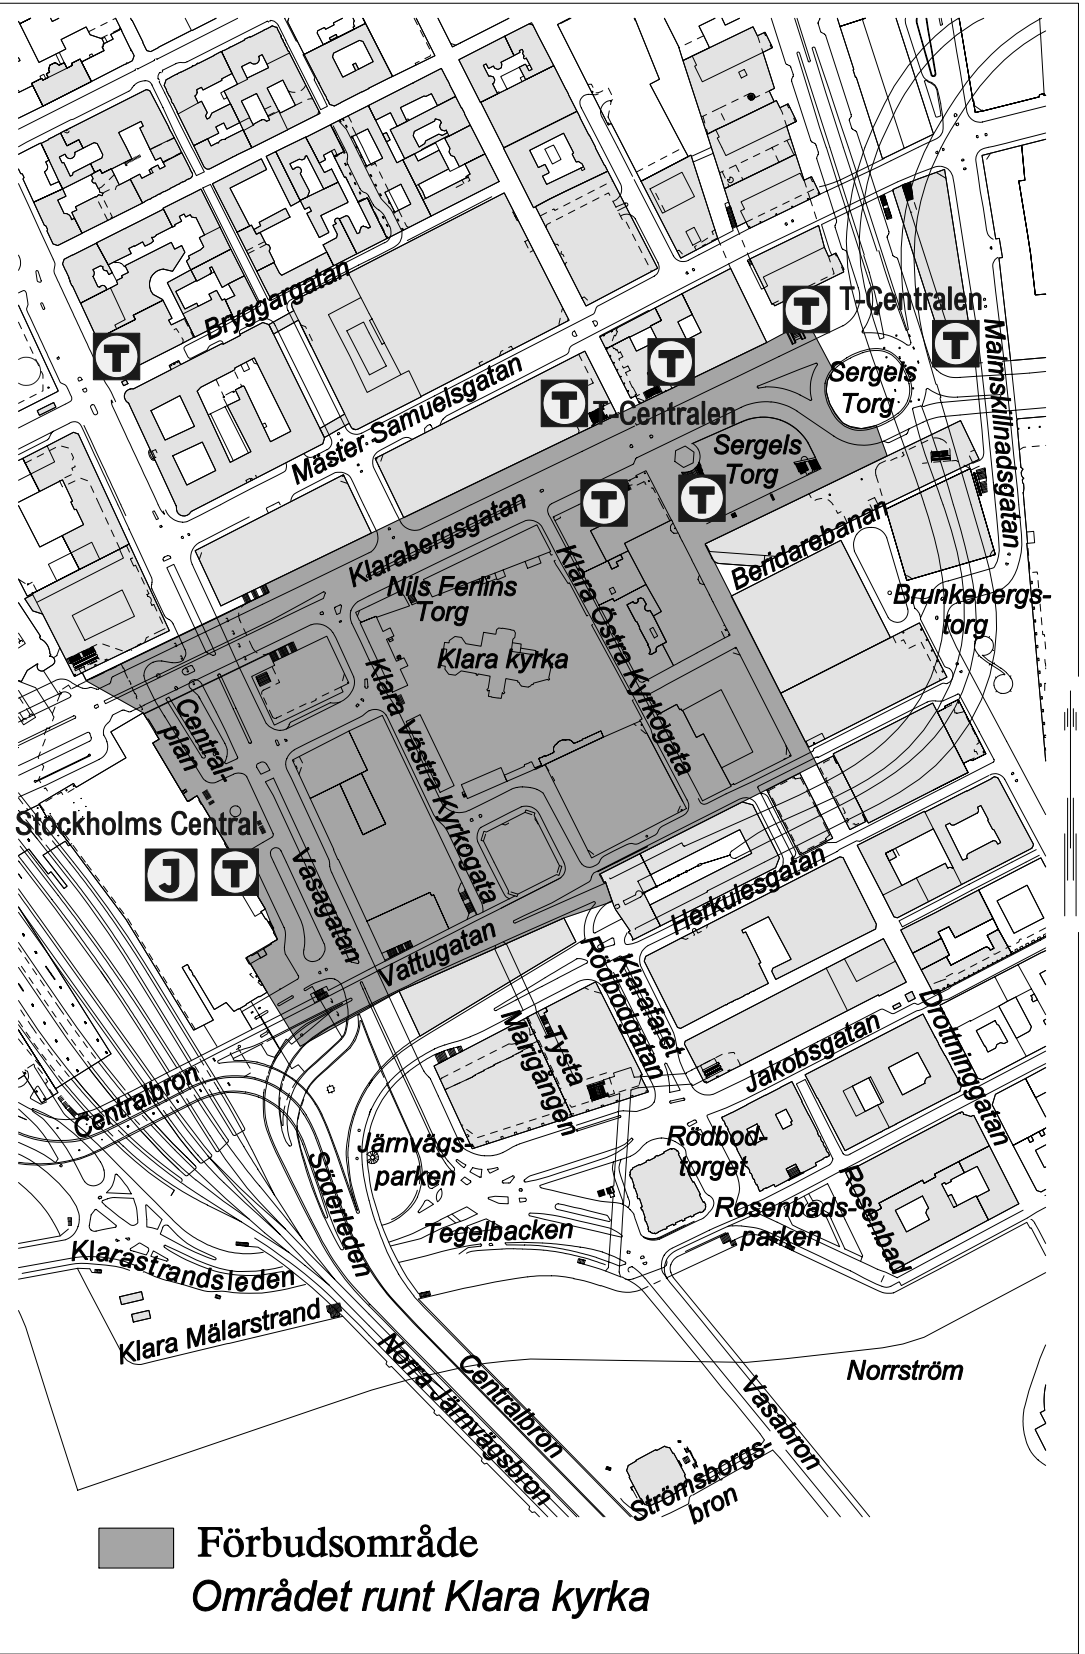 Bryggargatan
T
T
T-Centralen
T
Malmskillnadsgatan
T
Sergels
Torg
T
T-Centralen
Mäster Samuelsgatan
Sergels
Torg
T
T
Klarabergsgatan
Beridarebanan
Nils Ferlins
Torg
Klara Östra Kyrkogata
Brunkebergs-
torg
Klara kyrka
Klara Västra Kyrkogata
Central-
plan
Stockholms Central
J T
Vasagatan
Herkulesgatan
Vattugatan
Rödbodgatan
Klarafaret
Drottninggatan
Tysta
Marigången
Jakobsgatan
Centralbron
Järnvägs-
parken
Rödbod-
torget
Söderleden
Rosenbad
Rosenbads-
parken
Tegelbacken
Klarastrandsleden
Klara Mälarstrand
Norra Järnvägsbron
Centralbron
Norrström
Vasabron
Strömsborgs-
bron
Förbudsområde
Området runt Klara kyrka